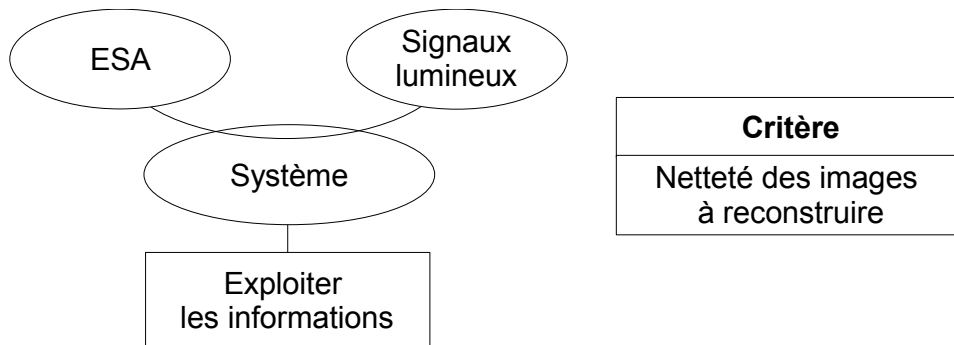 ESA
Signaux
lumineux
Système
Exploiter
les informations
Critère
Netteté des images
à reconstruire